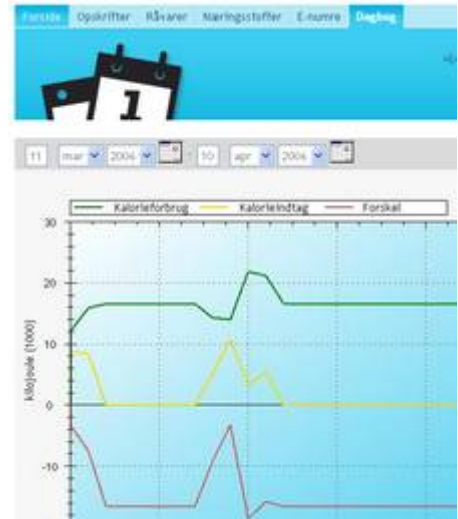 Forside Opskrifter Råvarer Næringsstoffer E-numre Dagbog
1
11 mar 2006 - 10 apr 2006
Kalorieforbrug Kalorieindtag Forskel
30
20
10
0
-10
kilojoule (1000)